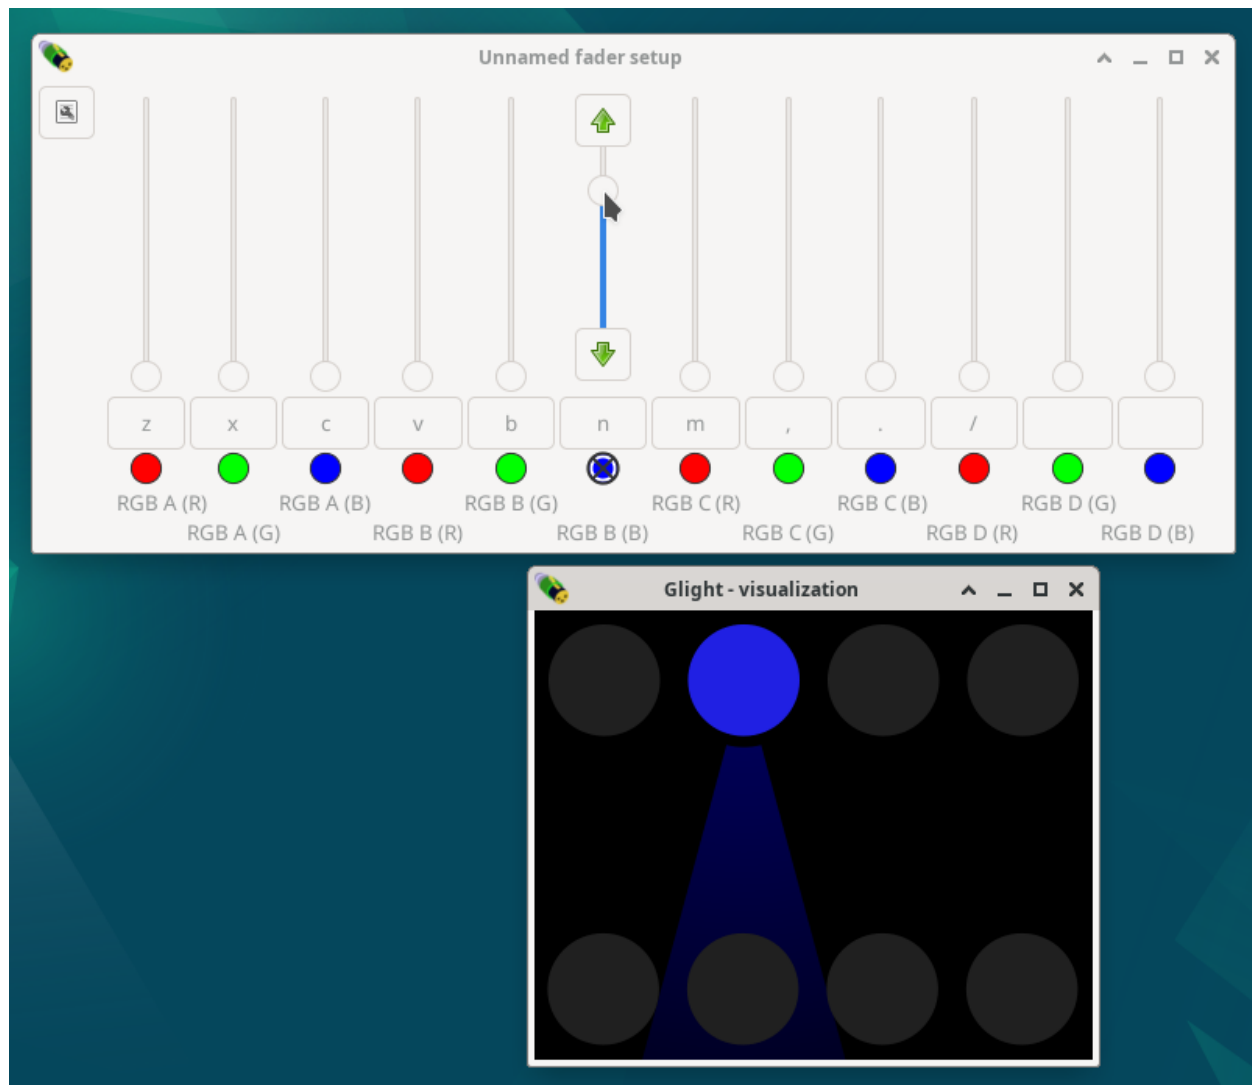 Unnamed fader setup
z x c v b n m , . /
RGB A (R) RGB A (B) RGB B (G) RGB C (R) RGB C (B) RGB D (G)
RGB A (G) RGB B (R) RGB B (B) RGB C (G) RGB D (R) RGB D (B)
Glight - visualization